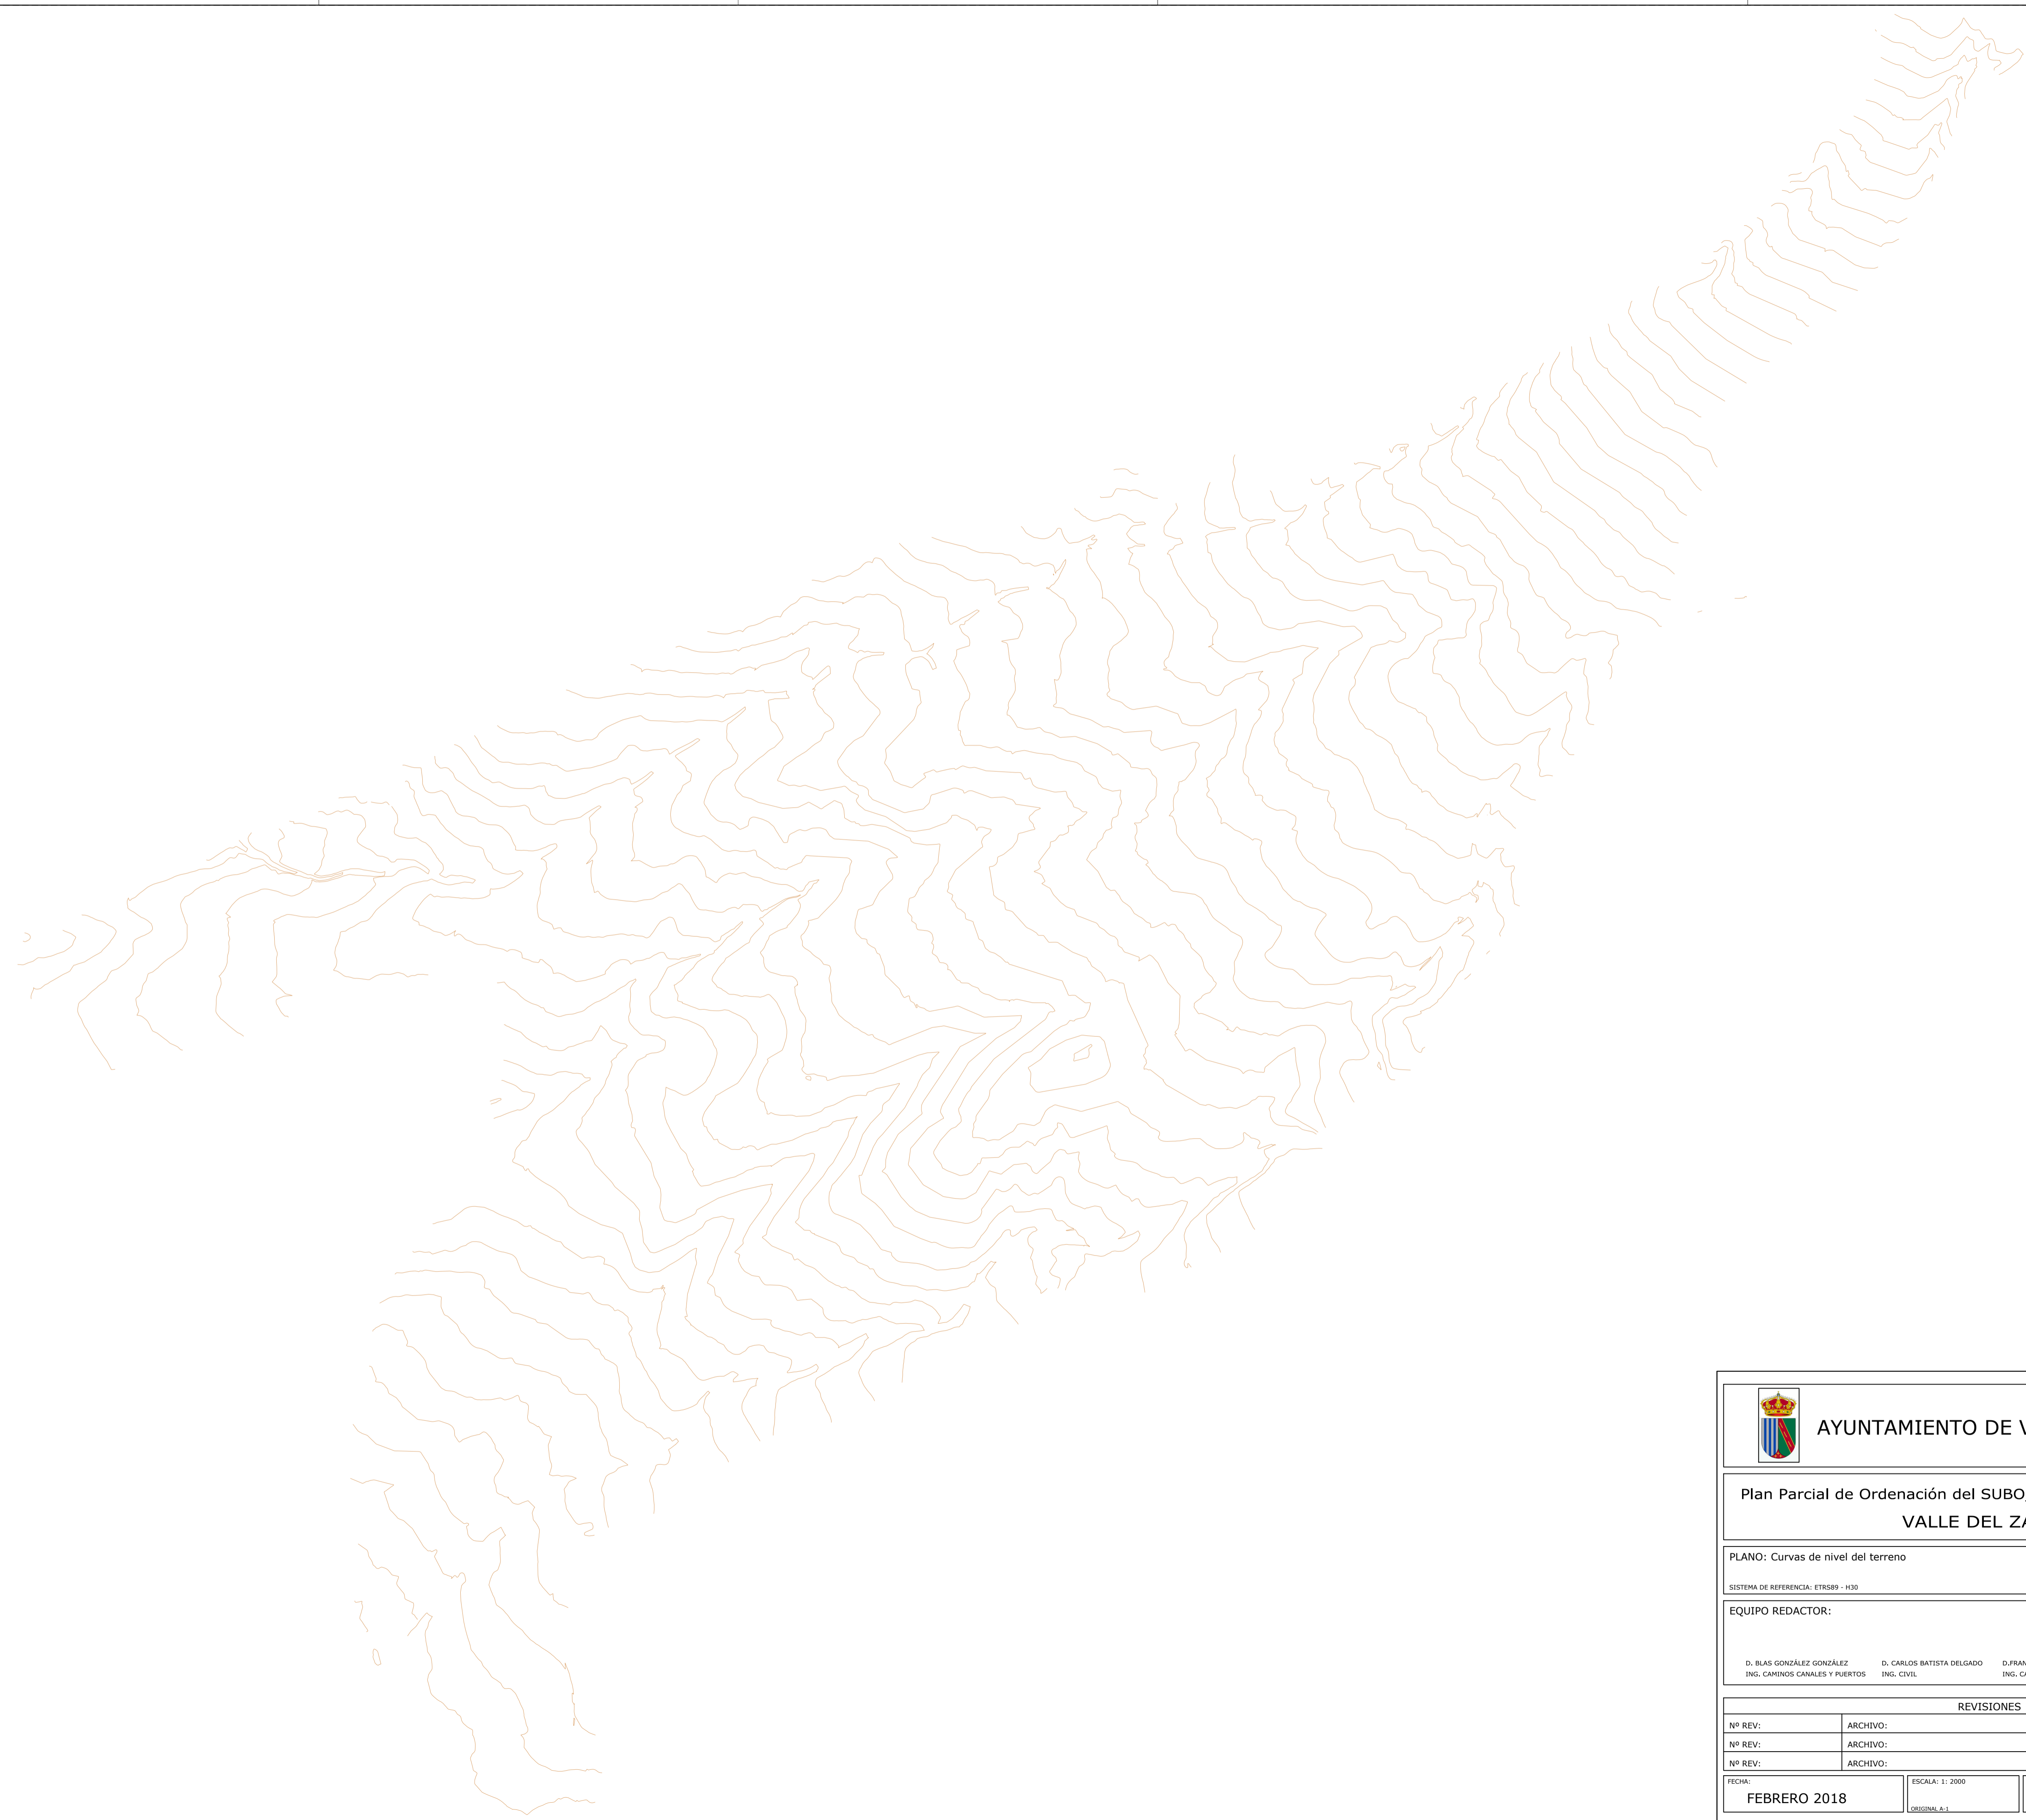 AYUNTAMIENTO DE
Plan Parcial de Ordenación del SUBO
VALLE DEL
PLANO: Curvas de nivel del terreno
SISTEMA DE REFERENCIA: ETRS89 - H30
EQUIPO REDACTOR:
D. BLAS GONZÁLEZ GONZÁLEZ D. CARLOS BATISTA DELGADO
ING. CAMINOS CANALES Y PUERTOS ING. CIVIL ING.
REVISIONES
Nº REV: ARCHIVO:
Nº REV: ARCHIVO:
Nº REV: ARCHIVO:
FECHA: ESCALA: 1: 2000
FEBRERO 2018
ORIGINAL A-1